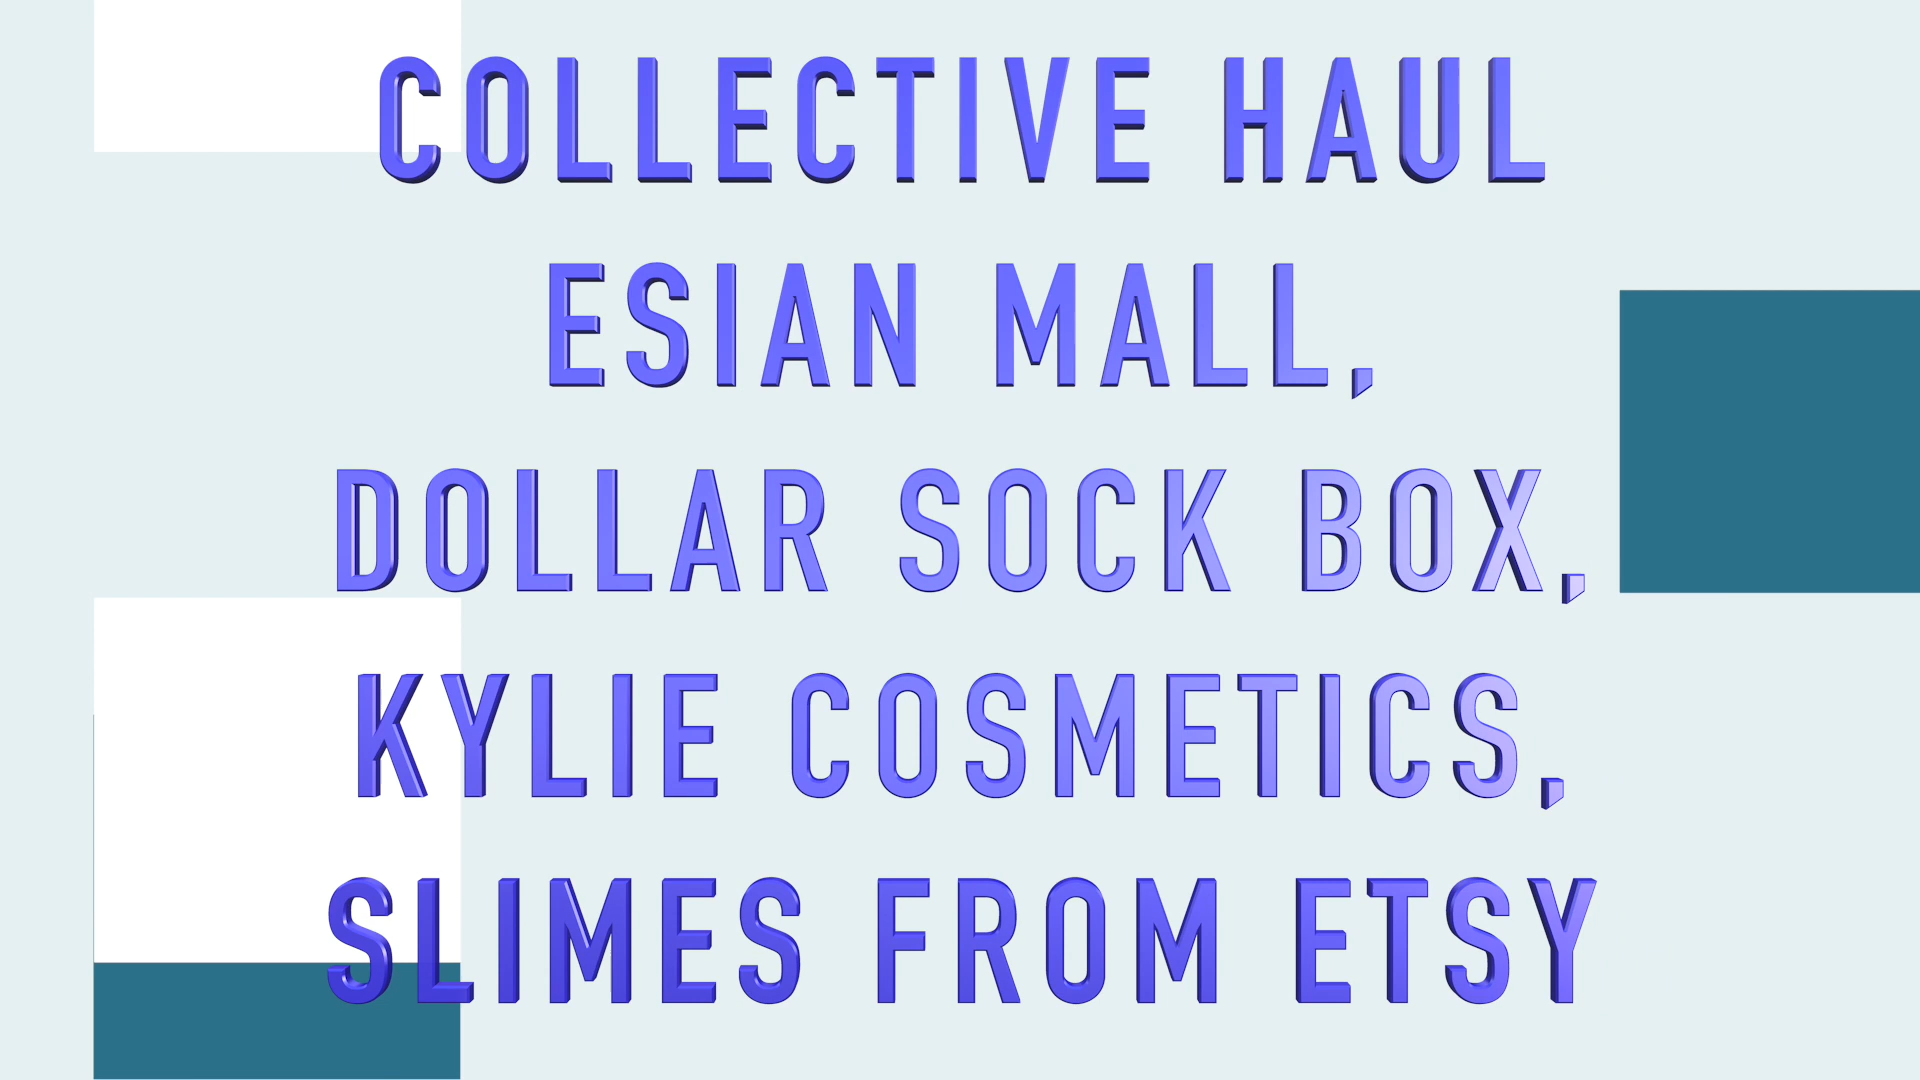 COLLECTIVE HAUL
ESIAN MALL,
DOLLAR SOCK BOX,
KYLIE COSMETICS,
SLIMES FROM ETSY